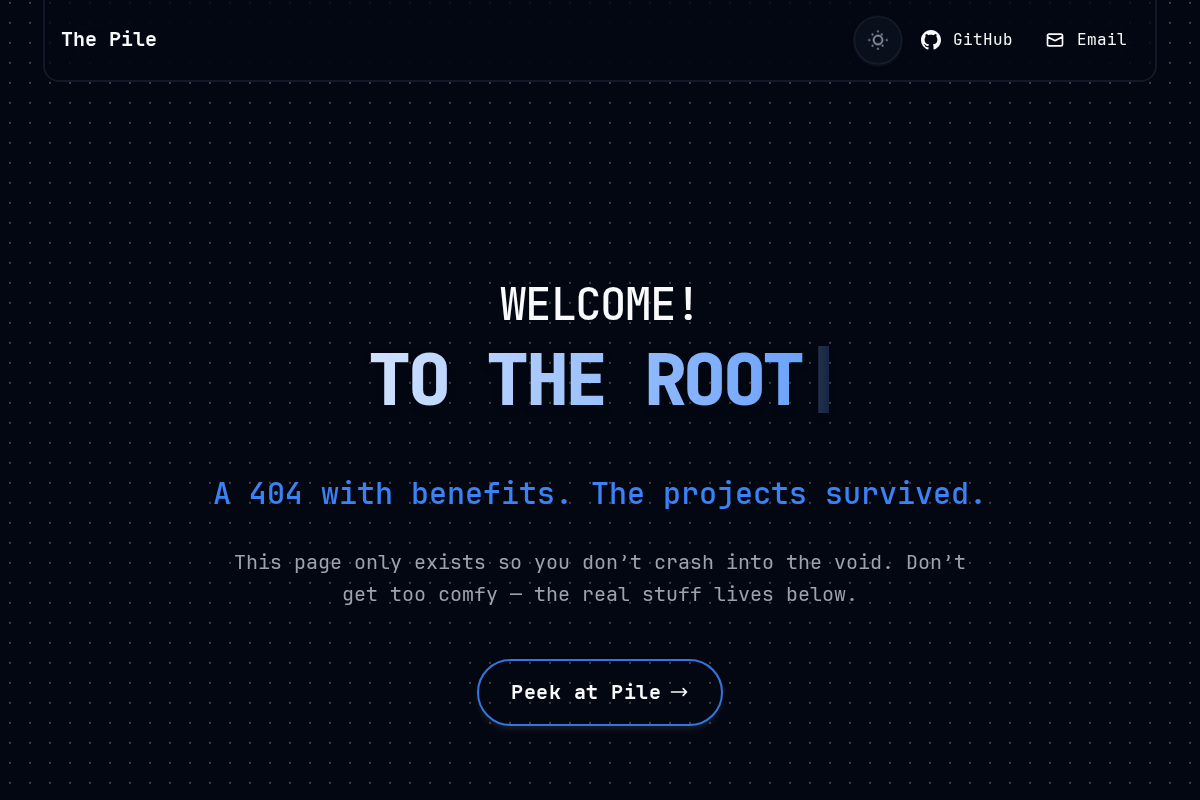 The Pile
GitHub
Email
WELCOME!
TO THE ROOT
A 404 with benefits. The projects survived.
This page only exists so you don’t crash into the void. Don’t
get too comfy — the real stuff lives below.
Peek at Pile →